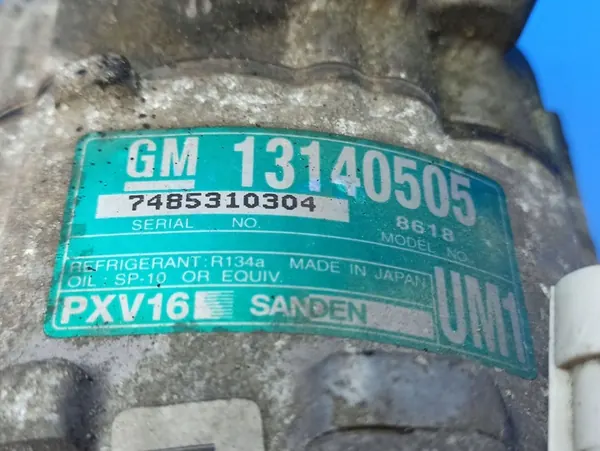 GM 13140505
7485310304 8618
SERIAL NO. MODEL NO.
REFRIGERANT: R134a MADE IN JAPAN
OIL: SP-10 OR EQUIV.
PXV16 SANDEN UM1